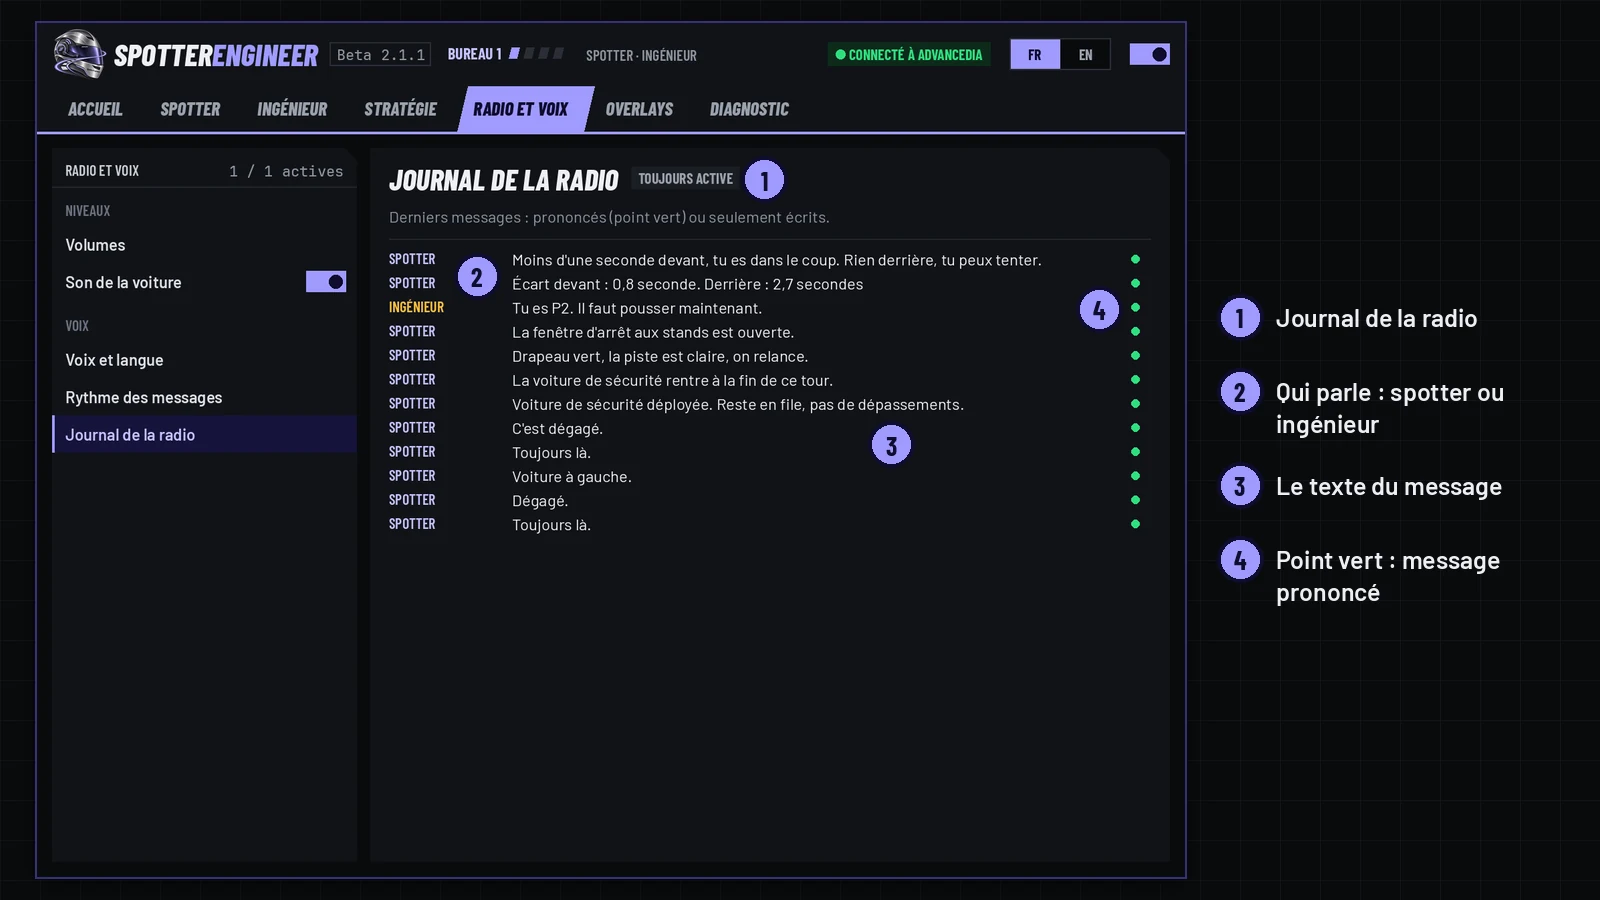 SPOTTERENGINEER Beta 2.1.1 BUREAU 1 SPOTTER · INGÉNIEUR CONNECTÉ À ADVANCEDIA FR EN
ACCUEIL SPOTTER INGÉNIEUR STRATÉGIE RADIO ET VOIX OVERLAYS DIAGNOSTIC
RADIO ET VOIX 1 / 1 actives
NIVEAUX
Volumes
Son de la voiture
VOIX
Voix et langue
Rythme des messages
Journal de la radio
JOURNAL DE LA RADIO TOUJOURS ACTIVE 1
Derniers messages : prononcés (point vert) ou seulement écrits.
SPOTTER Moins d'une seconde devant, tu es dans le coup. Rien derrière, tu peux tenter.
2
SPOTTER Écart devant : 0,8 seconde. Derrière : 2,7 secondes
INGÉNIEUR Tu es P2. Il faut pousser maintenant.
4
SPOTTER La fenêtre d'arrêt aux stands est ouverte.
SPOTTER Drapeau vert, la piste est claire, on relance.
SPOTTER La voiture de sécurité rentre à la fin de ce tour.
SPOTTER Voiture de sécurité déployée. Reste en file, pas de dépassements.
SPOTTER C'est dégagé.
3
SPOTTER Toujours là.
SPOTTER Voiture à gauche.
SPOTTER Dégagé.
SPOTTER Toujours là.
1 Journal de la radio
2 Qui parle : spotter ou
ingénieur
3 Le texte du message
4 Point vert : message
prononcé